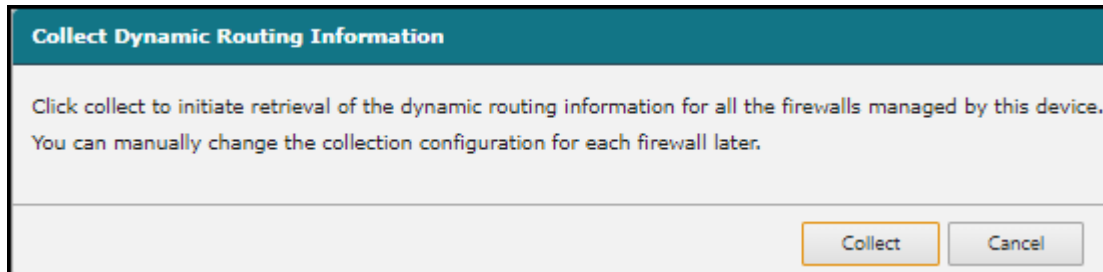 Collect Dynamic Routing Information
Click collect to initiate retrieval of the dynamic routing information for all the firewalls managed by this device.
You can manually change the collection configuration for each firewall later.
Collect
Cancel